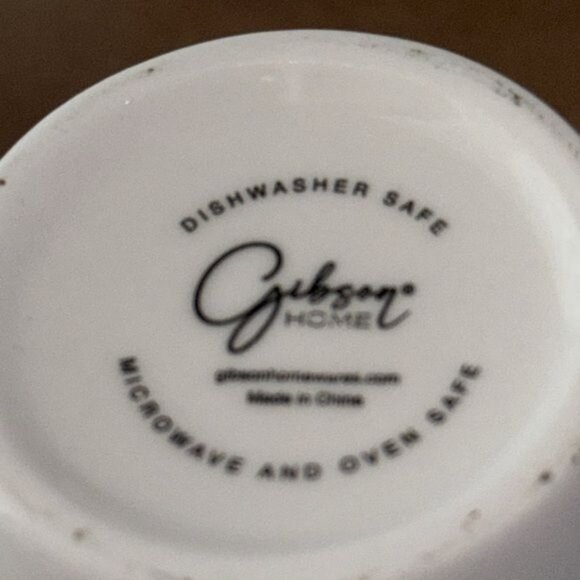 DISHWASHER SAFE
Gibson®
HOME
gibsonhomewares.com
Made in China
MICROWAVE AND OVEN SAFE